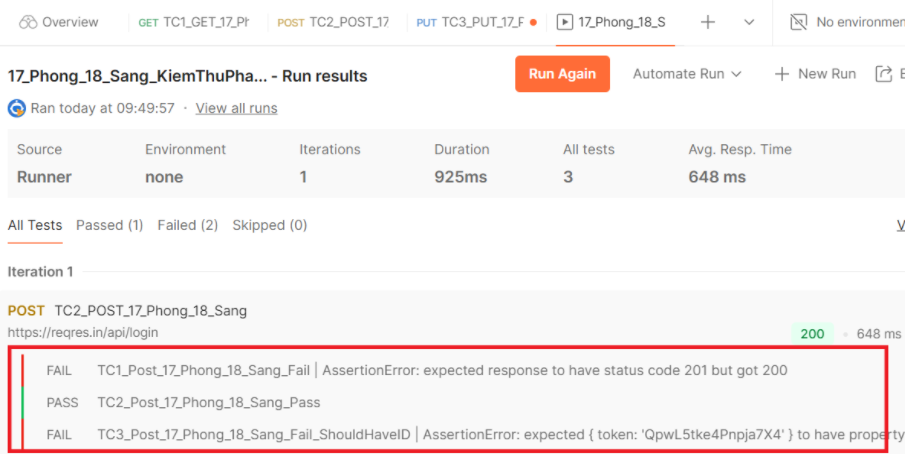 Overview GET TC1_GET_17_Ph POST TC2_POST_17_ PUT TC3_PUT_17_F 17_Phong_18_S No environmen
17_Phong_18_Sang_KiemThuPha... - Run results Run Again Automate Run New Run E
Ran today at 09:49:57 · View all runs
Source Environment Iterations Duration All tests Avg. Resp. Time
Runner none 1 925ms 3 648 ms
All Tests Passed (1) Failed (2) Skipped (0) V
Iteration 1
POST TC2_POST_17_Phong_18_Sang
https://reqres.in/api/login 200 648 ms
FAIL TC1_Post_17_Phong_18_Sang_Fail | AssertionError: expected response to have status code 201 but got 200
PASS TC2_Post_17_Phong_18_Sang_Pass
FAIL TC3_Post_17_Phong_18_Sang_Fail_ShouldHaveID | AssertionError: expected { token: 'QpwL5tke4Pnpja7X4' } to have property